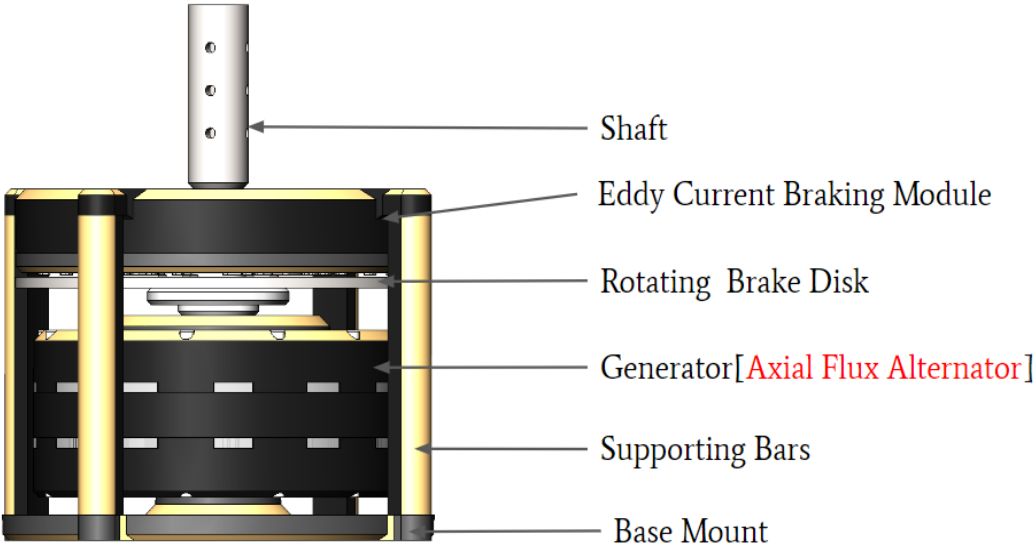 Shaft
Eddy Current Braking Module
Rotating Brake Disk
Generator[Axial Flux Alternator]
Supporting Bars
Base Mount